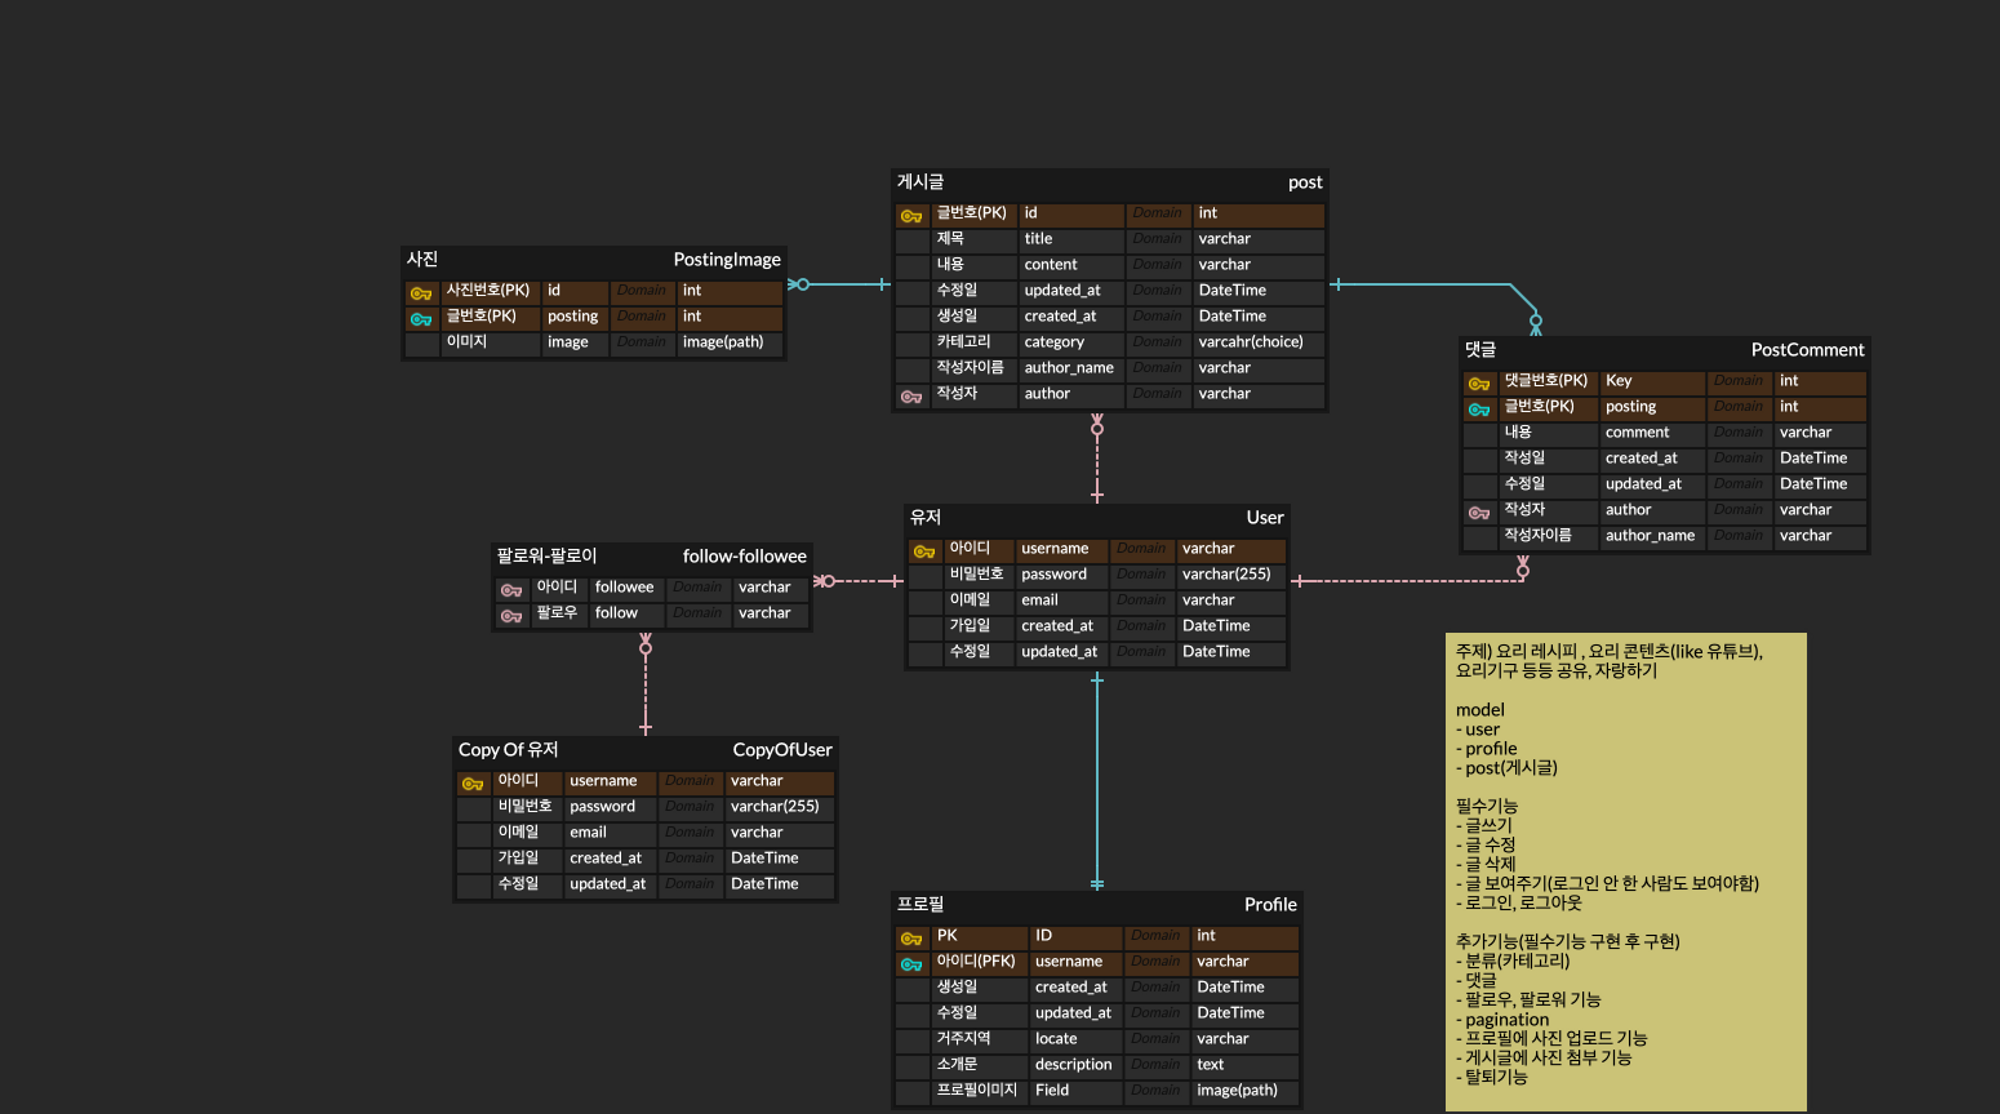 게시글 post
글번호(PK) id Domain int
제목 title Domain varchar
내용 content Domain varchar
수정일 updated_at Domain DateTime
생성일 created_at Domain DateTime
카테고리 category Domain varcahr(choice)
작성자이름 author_name Domain varchar
작성자 author Domain varchar
사진 PostingImage
사진번호(PK) id Domain int
글번호(PK) posting Domain int
이미지 image Domain image(path)
댓글 PostComment
댓글번호(PK) Key Domain int
글번호(PK) posting Domain int
내용 comment Domain varchar
작성일 created_at Domain DateTime
수정일 updated_at Domain DateTime
작성자 author Domain varchar
작성자이름 author_name Domain varchar
유저 User
아이디 username Domain varchar
비밀번호 password Domain varchar(255)
이메일 email Domain varchar
가입일 created_at Domain DateTime
수정일 updated_at Domain DateTime
팔로워-팔로이 follow-followee
아이디 followee Domain varchar
팔로우 follow Domain varchar
Copy Of 유저 CopyOfUser
아이디 username Domain varchar
비밀번호 password Domain varchar(255)
이메일 email Domain varchar
가입일 created_at Domain DateTime
수정일 updated_at Domain DateTime
프로필 Profile
PK ID Domain int
아이디(PFK) username Domain varchar
생성일 created_at Domain DateTime
수정일 updated_at Domain DateTime
거주지역 locate Domain varchar
소개문 description Domain text
프로필이미지 Field Domain image(path)
주제) 요리 레시피 , 요리 콘텐츠(like 유튜브),
요리기구 등등 공유, 자랑하기
model
- user
- profile
- post(게시글)
필수기능
- 글쓰기
- 글 수정
- 글 삭제
- 글 보여주기(로그인 안 한 사람도 보여야함)
- 로그인, 로그아웃
추가기능(필수기능 구현 후 구현)
- 분류(카테고리)
- 댓글
- 팔로우, 팔로워 기능
- pagination
- 프로필에 사진 업로드 기능
- 게시글에 사진 첨부 기능
- 탈퇴기능